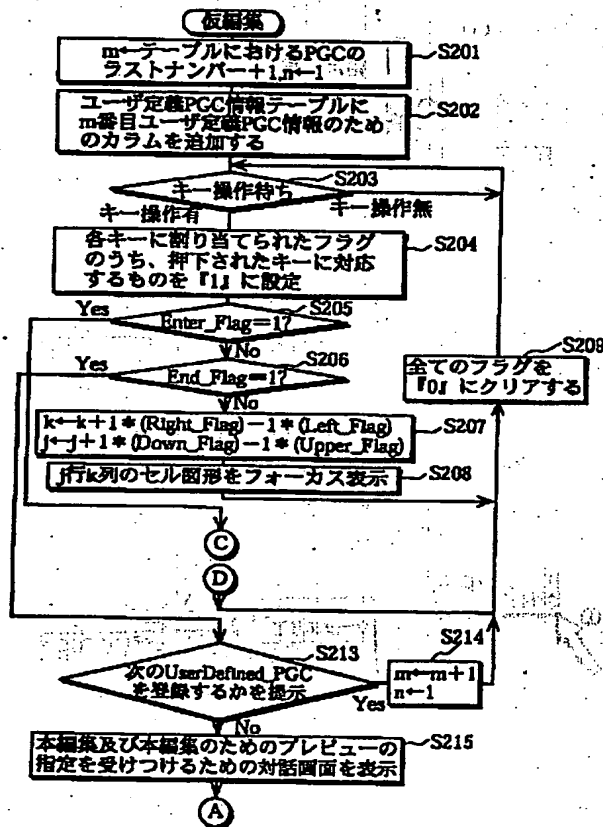 仮編集
m←テーブルにおけるPGCの
ラストナンバー+1,n←1
S201
ユーザ定義PGC情報テーブルに
m番目ユーザ定義PGC情報のため
のカラムを追加する
S202
キー操作待ち
S203
キー操作有
キー操作無
各キーに割り当てられたフラグ
のうち、押下されたキーに対応
するものを『1』に設定
S204
Yes
Enter_Flag=1?
S205
No
Yes
End_Flag=1?
S206
No
全てのフラグを
『0』にクリアする
S209
k←k+1*(Right_Flag)-1*(Left_Flag)
j←j+1*(Down_Flag)-1*(Upper_Flag)
S207
j行k列のセル図形をフォーカス表示
S208
C
D
次のUserDefined_PGC
を登録するかを提示
S213
Yes
m←m+1
n←1
S214
No
本編集及び本編集のためのプレビューの
指定を受けつけるための対話画面を表示
S215
A